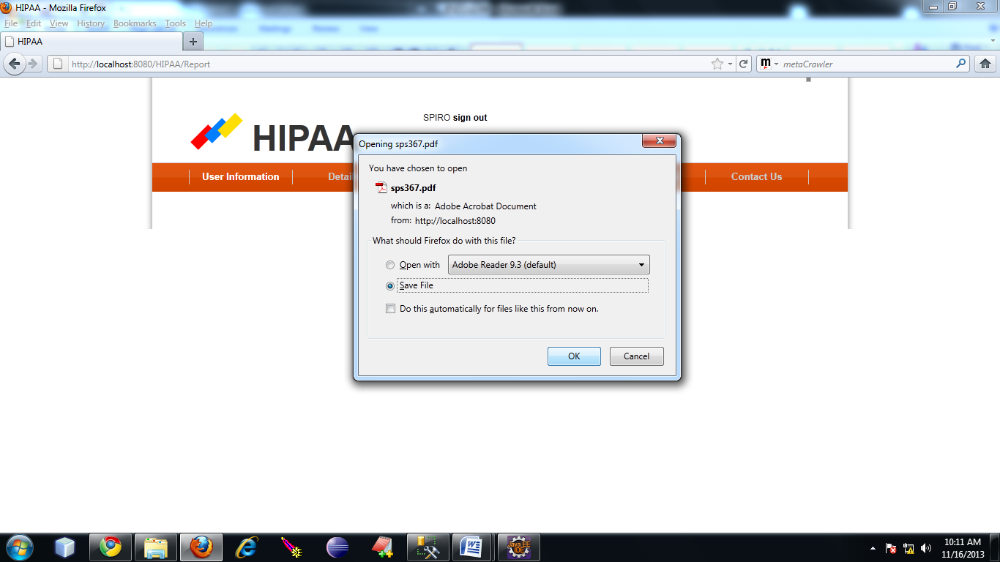 HIPAA - Mozilla Firefox
File Edit View History Bookmarks Tools Help
HIPAA
http://localhost:8080/HIPAA/Report
metaCrawler
SPIRO sign out
HIPAA
Opening sps367.pdf
User Information
Contact Us
You have chosen to open
sps367.pdf
which is a: Adobe Acrobat Document
from: http://localhost:8080
What should Firefox do with this file?
Open with Adobe Reader 9.3 (default)
Save File
Do this automatically for files like this from now on.
OK Cancel
Java EE
IDE
10:11 AM
11/16/2013